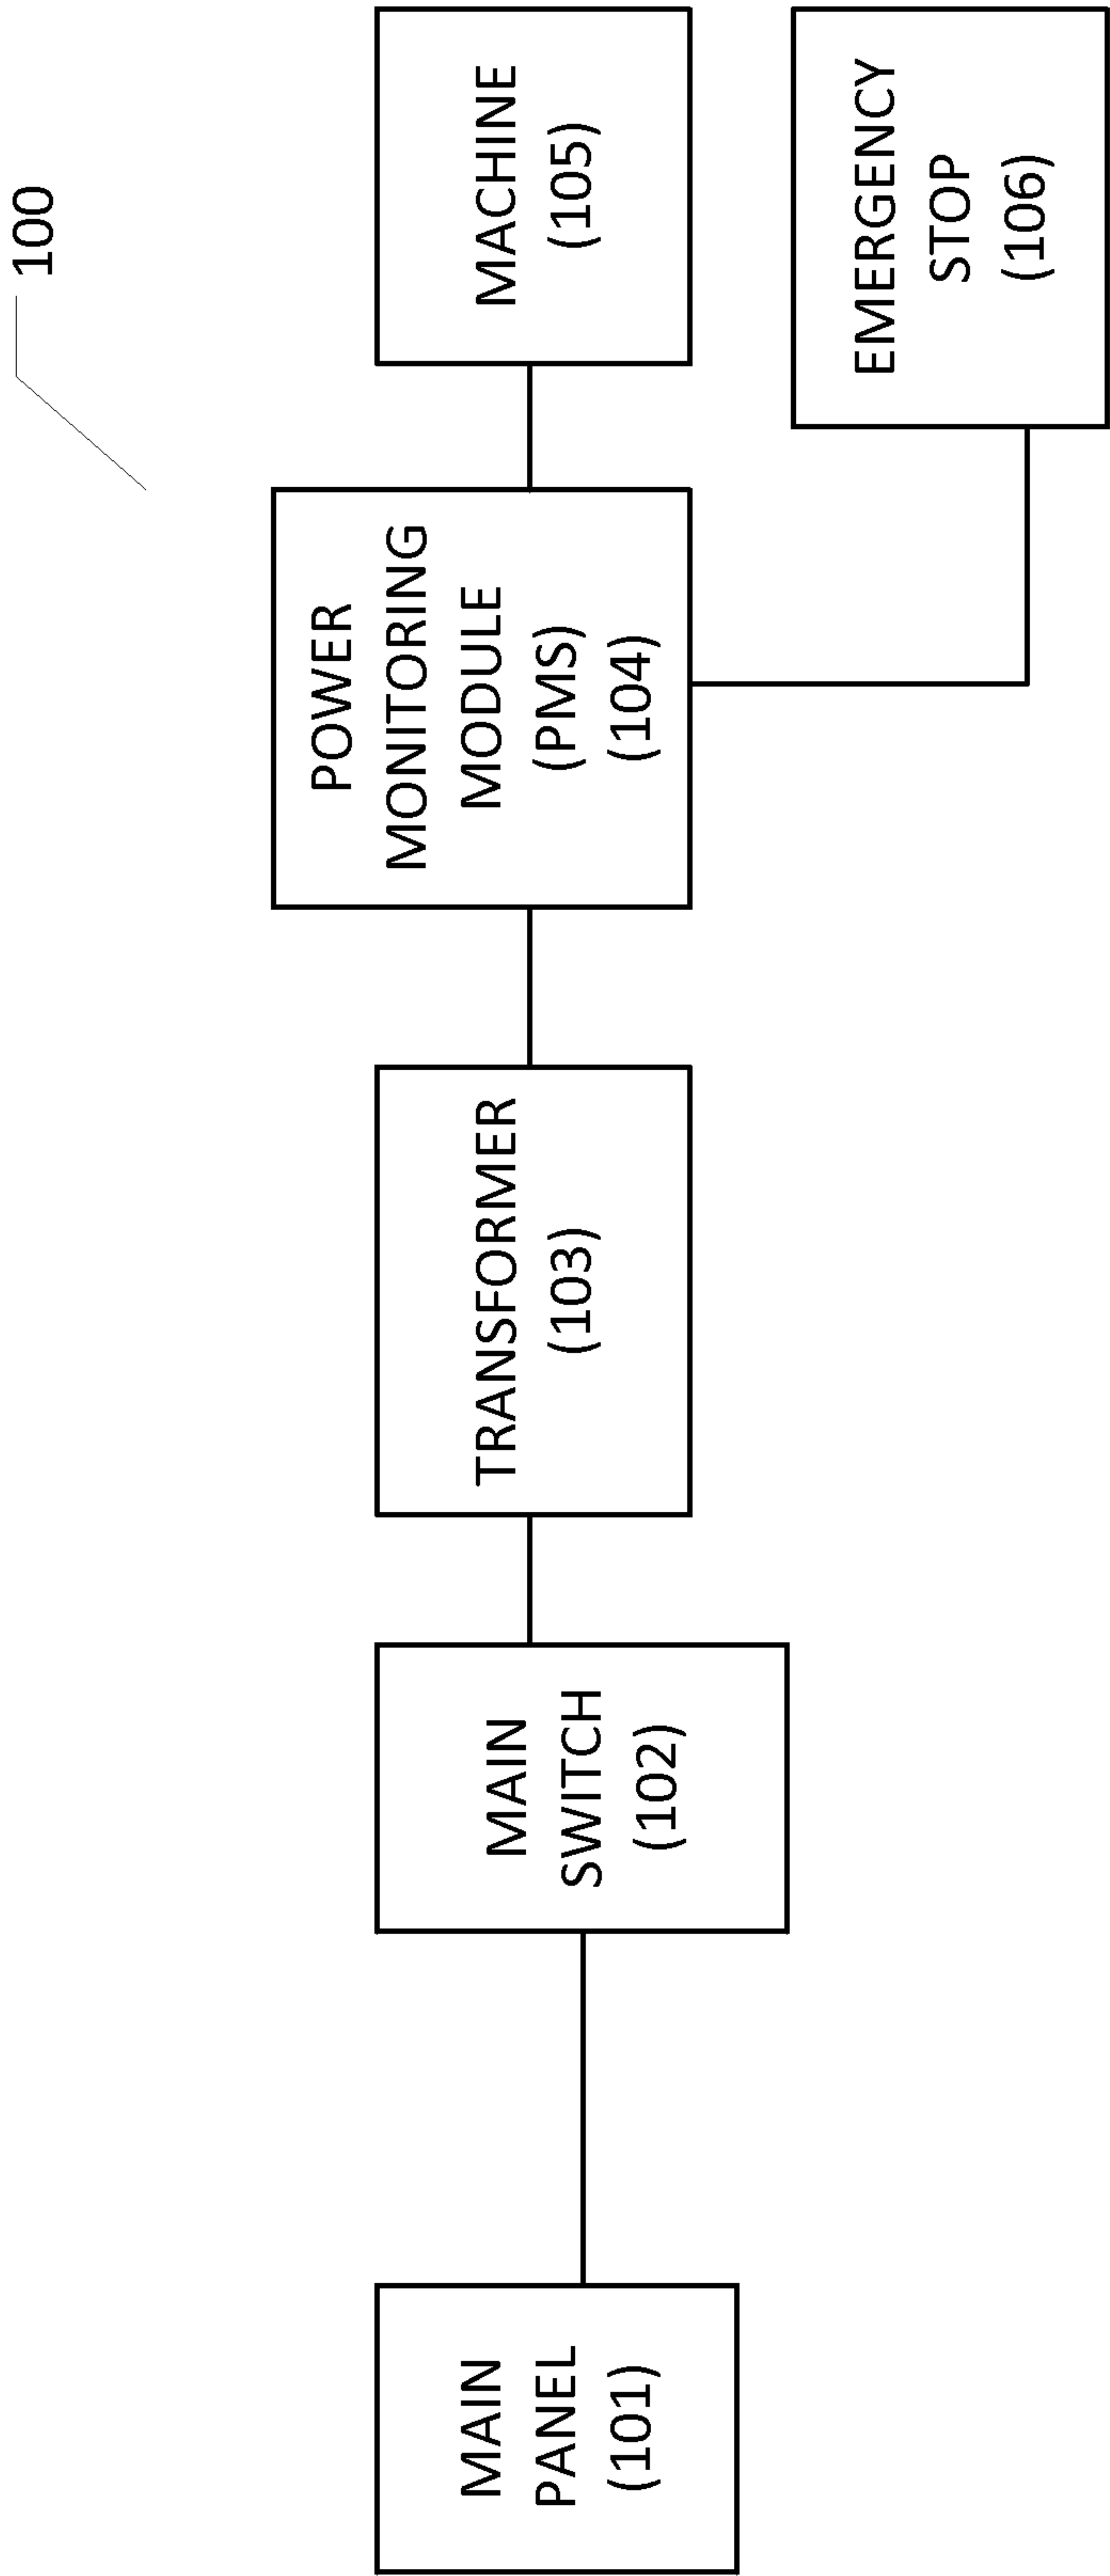 100
MAIN
PANEL
(101)
MAIN
SWITCH
(102)
TRANSFORMER
(103)
POWER
MONITORING
MODULE
(PMS)
(104)
MACHINE
(105)
EMERGENCY
STOP
(106)